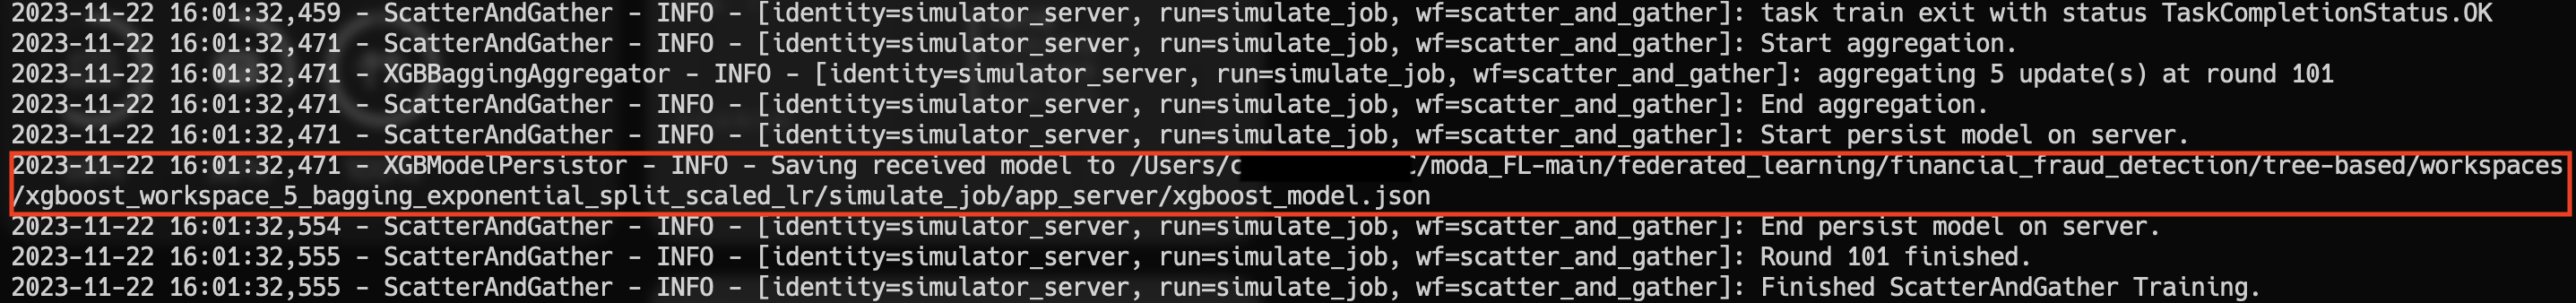 2023-11-22 16:01:32,459 - ScatterAndGather - INFO - [identity=simulator_server, run=simulate_job, wf=scatter_and_gather]: task train exit with status TaskCompletionStatus.OK
2023-11-22 16:01:32,471 - ScatterAndGather - INFO - [identity=simulator_server, run=simulate_job, wf=scatter_and_gather]: Start aggregation.
2023-11-22 16:01:32,471 - XGBBaggingAggregator - INFO - [identity=simulator_server, run=simulate_job, wf=scatter_and_gather]: aggregating 5 update(s) at round 101
2023-11-22 16:01:32,471 - ScatterAndGather - INFO - [identity=simulator_server, run=simulate_job, wf=scatter_and_gather]: End aggregation.
2023-11-22 16:01:32,471 - ScatterAndGather - INFO - [identity=simulator_server, run=simulate_job, wf=scatter_and_gather]: Start persist model on server.
2023-11-22 16:01:32,471 - XGBModelPersistor - INFO - Saving received model to /Users/ /moda_FL-main/federated_learning/financial_fraud_detection/tree-based/workspaces
/xgboost_workspace_5_bagging_exponential_split_scaled_lr/simulate_job/app_server/xgboost_model.json
2023-11-22 16:01:32,554 - ScatterAndGather - INFO - [identity=simulator_server, run=simulate_job, wf=scatter_and_gather]: End persist model on server.
2023-11-22 16:01:32,555 - ScatterAndGather - INFO - [identity=simulator_server, run=simulate_job, wf=scatter_and_gather]: Round 101 finished.
2023-11-22 16:01:32,555 - ScatterAndGather - INFO - [identity=simulator_server, run=simulate_job, wf=scatter_and_gather]: Finished ScatterAndGather Training.